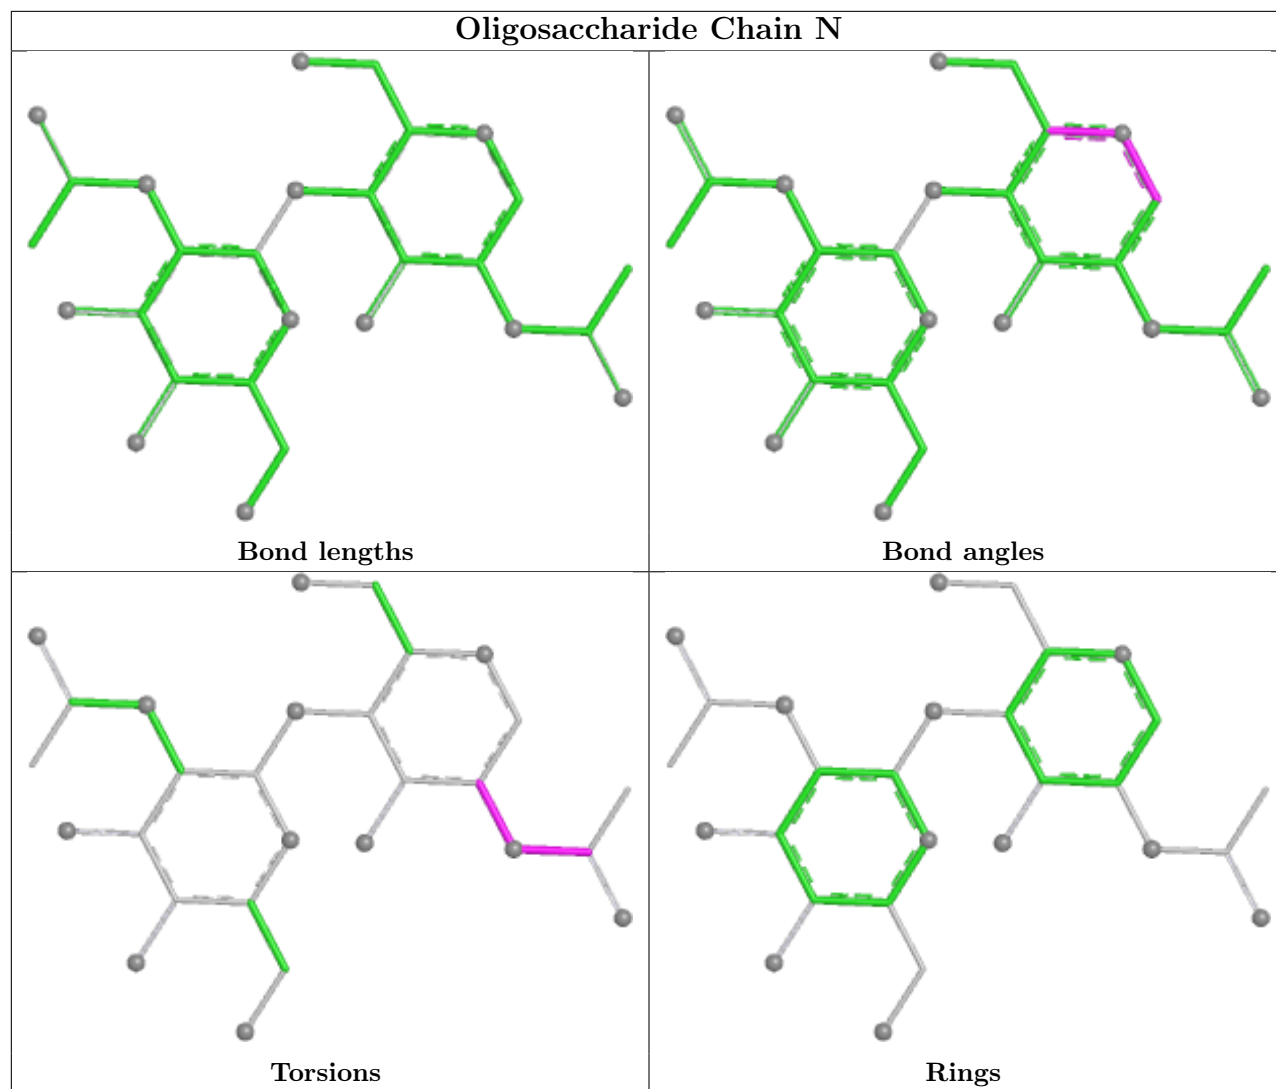 Oligosaccharide Chain N
Bond lengths
Bond angles
Torsions
Rings